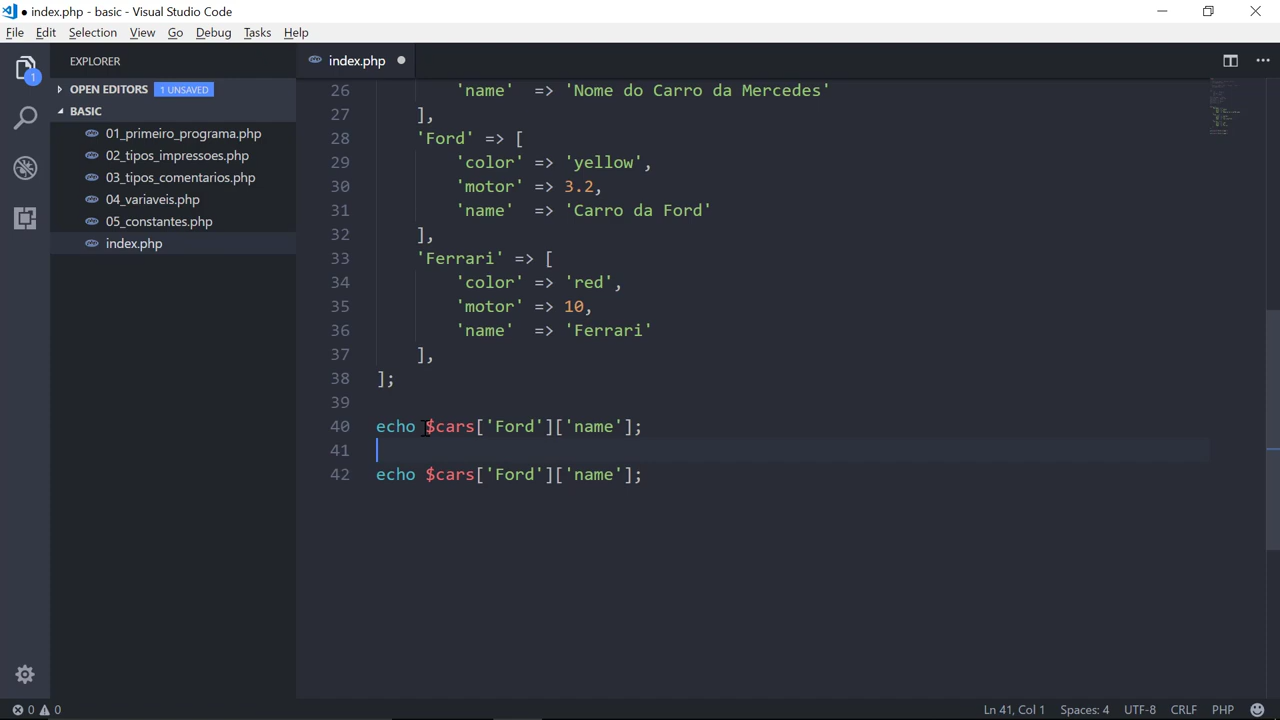 ● index.php - basic - Visual Studio Code
File Edit Selection View Go Debug Tasks Help
EXPLORER
index.php
OPEN EDITORS 1 UNSAVED
BASIC
1
01_primeiro_programa.php
02_tipos_impressoes.php
03_tipos_comentarios.php
04_variaveis.php
05_constantes.php
index.php
26 'name' => 'Nome do Carro da Mercedes'
27 ],
28 'Ford' => [
29 'color' => 'yellow',
30 'motor' => 3.2,
31 'name' => 'Carro da Ford'
32 ],
33 'Ferrari' => [
34 'color' => 'red',
35 'motor' => 10,
36 'name' => 'Ferrari'
37 ],
38 ];
39
40 echo $cars['Ford']['name'];
41
42 echo $cars['Ford']['name'];
0 0 Ln 41, Col 1 Spaces: 4 UTF-8 CRLF PHP